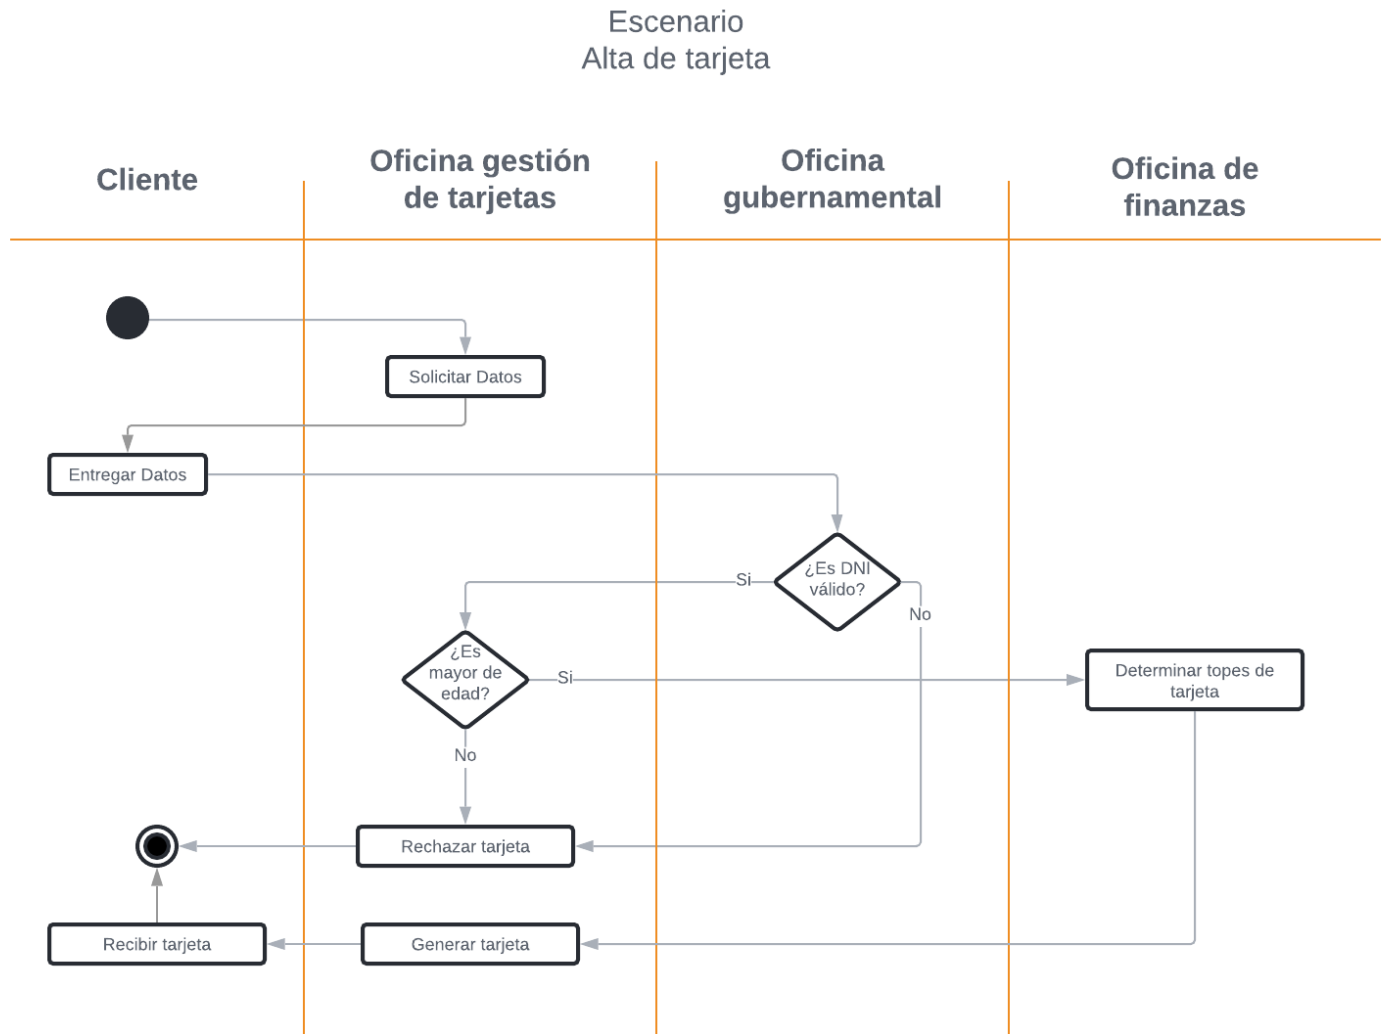 Escenario
Alta de tarjeta
Cliente
Oficina gestión
de tarjetas
Oficina
gubernamental
Oficina de
finanzas
Solicitar Datos
Entregar Datos
¿Es DNI
válido?
Si
No
¿Es
mayor de
edad?
Si
No
Determinar topes de
tarjeta
Rechazar tarjeta
Recibir tarjeta
Generar tarjeta